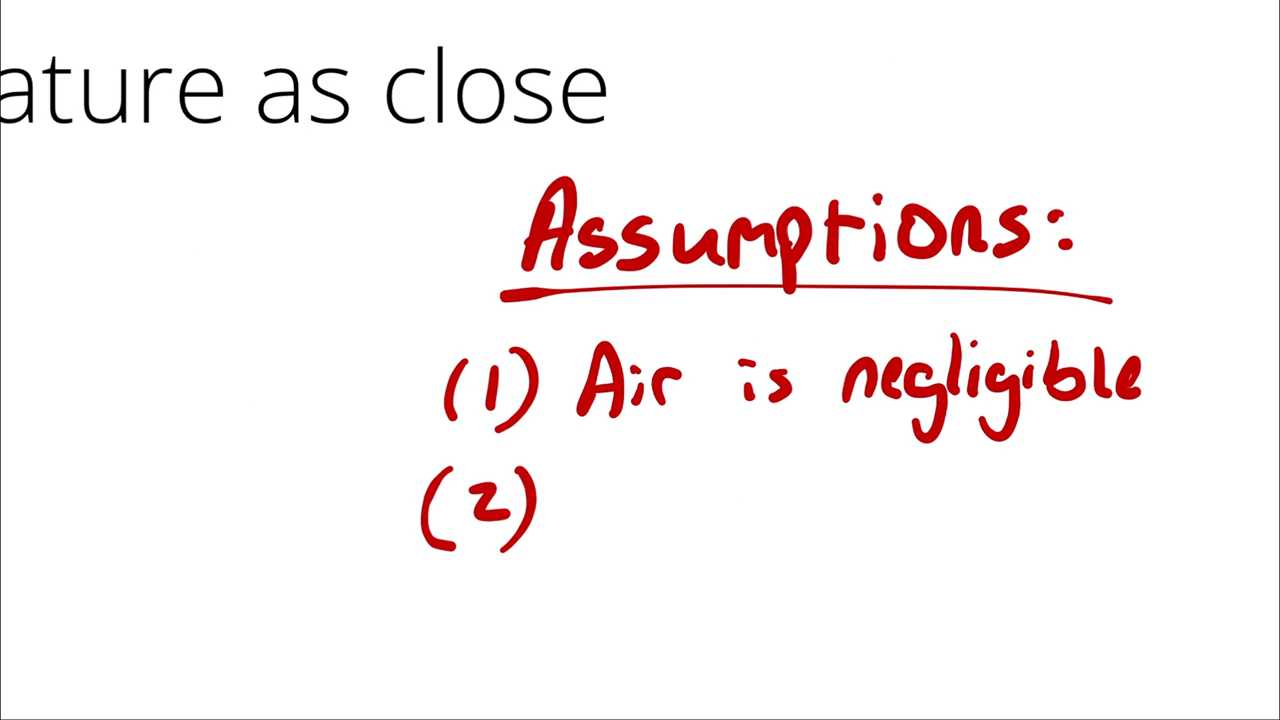 ature as close
Assumptions:
(1) Air is negligible
(2)